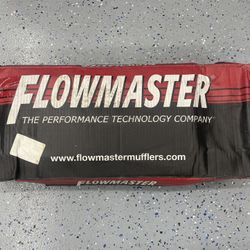 FLOWMASTER®
THE PERFORMANCE TECHNOLOGY COMPANY
www.flowmastermufflers.com
FLOWMASTER